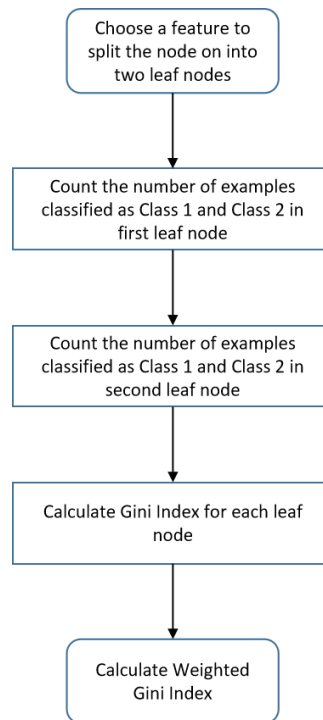 Choose a feature to
split the node on into
two leaf nodes
Count the number of examples
classified as Class 1 and Class 2 in
first leaf node
Count the number of examples
classified as Class 1 and Class 2 in
second leaf node
Calculate Gini Index for each leaf
node
Calculate Weighted
Gini Index